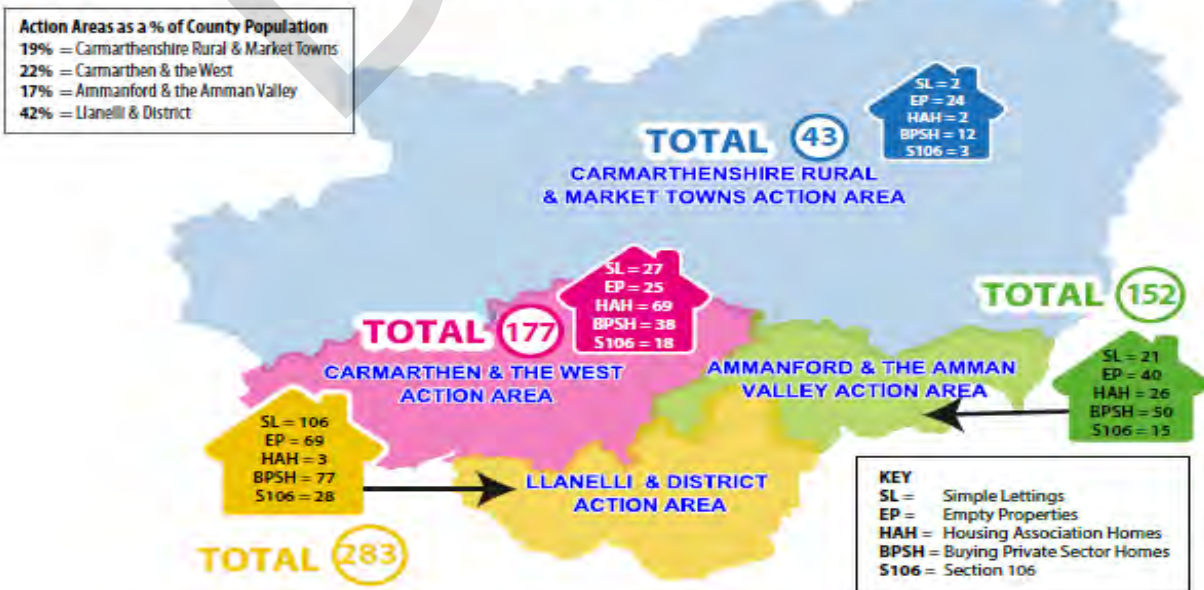 Action Areas as a % of County Population
19% = Carmarthenshire Rural & Market Towns
22% = Carmarthen & the West
17% = Ammanford & the Amman Valley
42% = Llanelli & District
SL = 2
EP = 24
HAH = 2
BPSH = 12
S106 = 3
TOTAL 43
CARMARTHENSHIRE RURAL
& MARKET TOWNS ACTION AREA
SL = 27
EP = 25
HAH = 69
BPSH = 38
S106 = 18
TOTAL 177
CARMARTHEN & THE WEST
ACTION AREA
TOTAL 152
SL = 21
EP = 40
HAH = 26
BPSH = 50
S106 = 15
AMMANFORD & THE AMMAN
VALLEY ACTION AREA
SL = 106
EP = 69
HAH = 3
BPSH = 77
S106 = 28
LLANELLI & DISTRICT
ACTION AREA
TOTAL 283
KEY
SL = Simple Lettings
EP = Empty Properties
HAH = Housing Association Homes
BPSH = Buying Private Sector Homes
S106 = Section 106